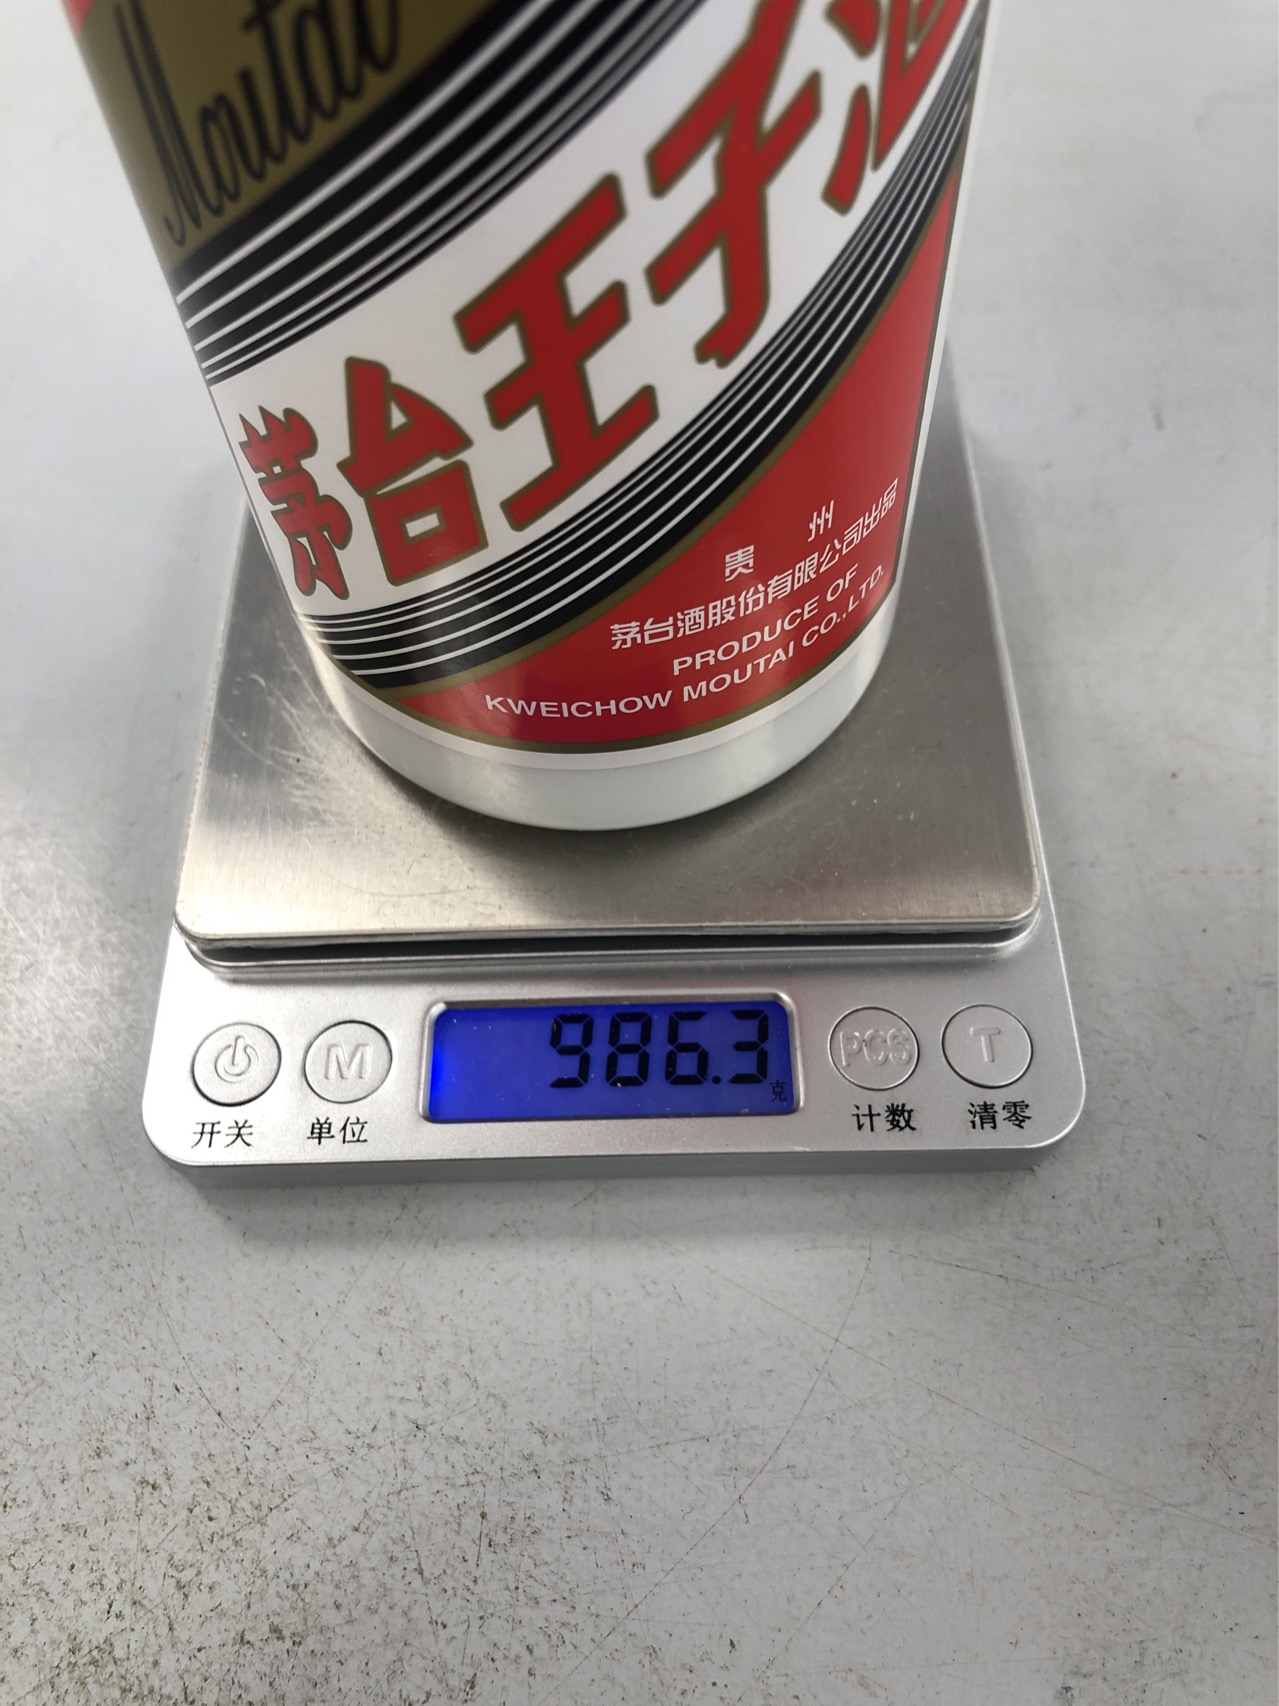 Moutai
茅台王子酒
贵州
茅台酒股份有限公司出品
PRODUCE OF
KWEICHOW MOUTAI CO.,LTD.
986.3
克
M
PCS
T
开关
单位
计数
清零